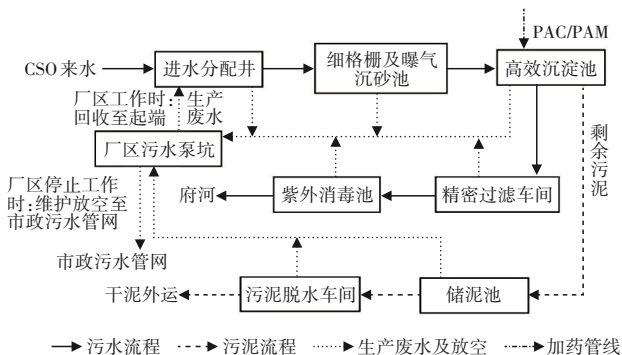 PAC/PAM
CSO来水
进水分配井
细格栅及曝气
沉砂池
高效沉淀池
厂区工作时:
回收至起端
生产
废水
厂区污水泵坑
剩余污泥
厂区停止工作
时:维护放空至
市政污水管网
府河
紫外消毒池
精密过滤车间
市政污水管网
干泥外运
污泥脱水车间
储泥池
污水流程
污泥流程
生产废水及放空
加药管线